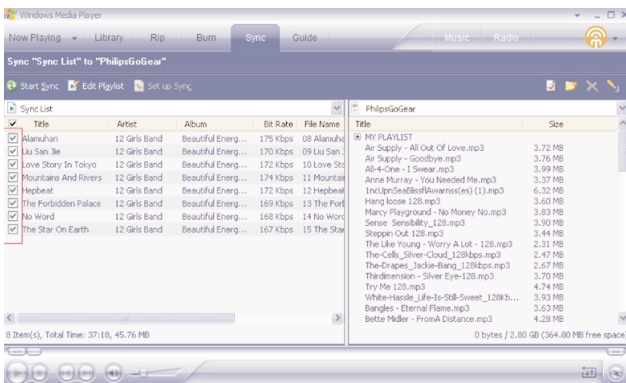 Windows Media Player
Now Playing Library Rip Burn Sync Guide Music Radio
Sync "Sync List" to "PhilipsGoGear"
Start Sync Edit Playlist Set up Sync
Sync List
Title Artist Album Bit Rate File Name
Alamuhan 12 Girls Band Beautiful Energ... 175 Kbps 08 Alamuha
Liu San Jie 12 Girls Band Beautiful Energ... 170 Kbps 09 Liu San
Love Story In Tokyo 12 Girls Band Beautiful Energ... 172 Kbps 10 Love Sto
Mountains And Rivers 12 Girls Band Beautiful Energ... 174 Kbps 11 Mountai
Hepbeat 12 Girls Band Beautiful Energ... 172 Kbps 12 Hepbeat
The Forbidden Palace 12 Girls Band Beautiful Energ... 169 Kbps 13 The Forb
No Word 12 Girls Band Beautiful Energ... 168 Kbps 14 No Word
The Star On Earth 12 Girls Band Beautiful Energ... 167 Kbps 15 The Star
8 Item(s), Total Time: 37:18, 45.76 MB
PhilipsGoGear
Title Size
MY PLAYLIST
Air Supply - All Out Of Love.mp3 3.72 MB
Air Supply - Goodbye.mp3 3.76 MB
All-4-One - I Swear.mp3 3.99 MB
Anne Murray - You Needed Me.mp3 3.37 MB
(1).mp3 6.32 MB
Hang loose 128.mp3 3.60 MB
Marcy Playground - No Money No.mp3 3.83 MB
Sense Sensibility_128.mp3 3.90 MB
Steppin Out 128.mp3 3.44 MB
The Like Young - Worry A Lot - 128.mp3 2.31 MB
The-Cells_Silver-Cloud_128kbps.mp3 2.47 MB
The-Drapes_Jackie-Bang_128kbps.mp3 2.67 MB
Thirdimension - Silver Eye-128.mp3 3.70 MB
Try Me 128.mp3 4.74 MB
White-Hassle_Life-Is-Still-Sweet_128Kb... 3.93 MB
Bangles - Eternal Flame.mp3 3.63 MB
Bette Midler - FromA Distance.mp3 4.28 MB
0 bytes / 2.80 GB (364.80 MB free space)